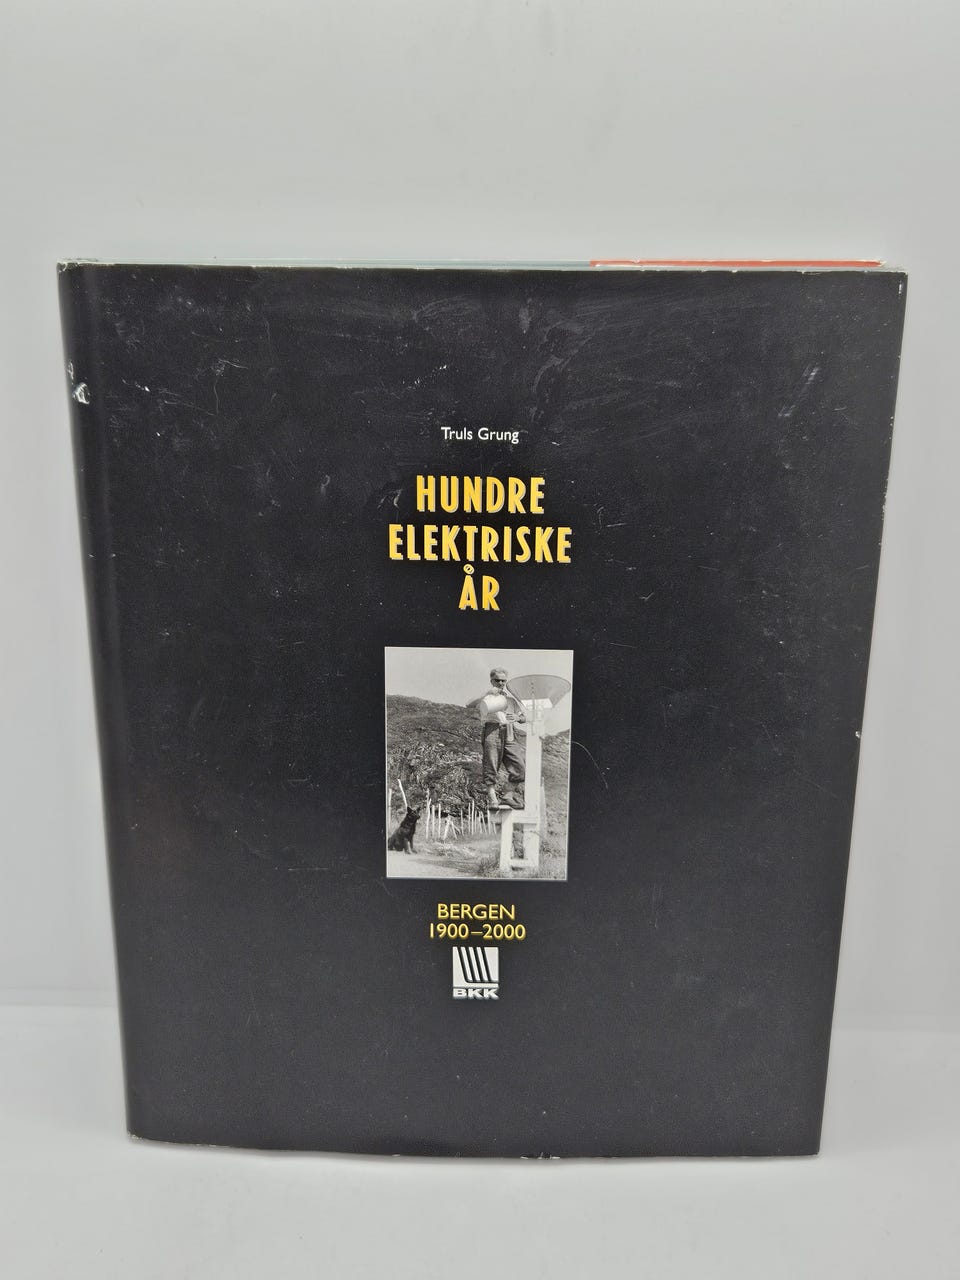 Truls Grung
HUNDRE
ELEKTRISKE
ÅR
BERGEN
1900–2000
BKK